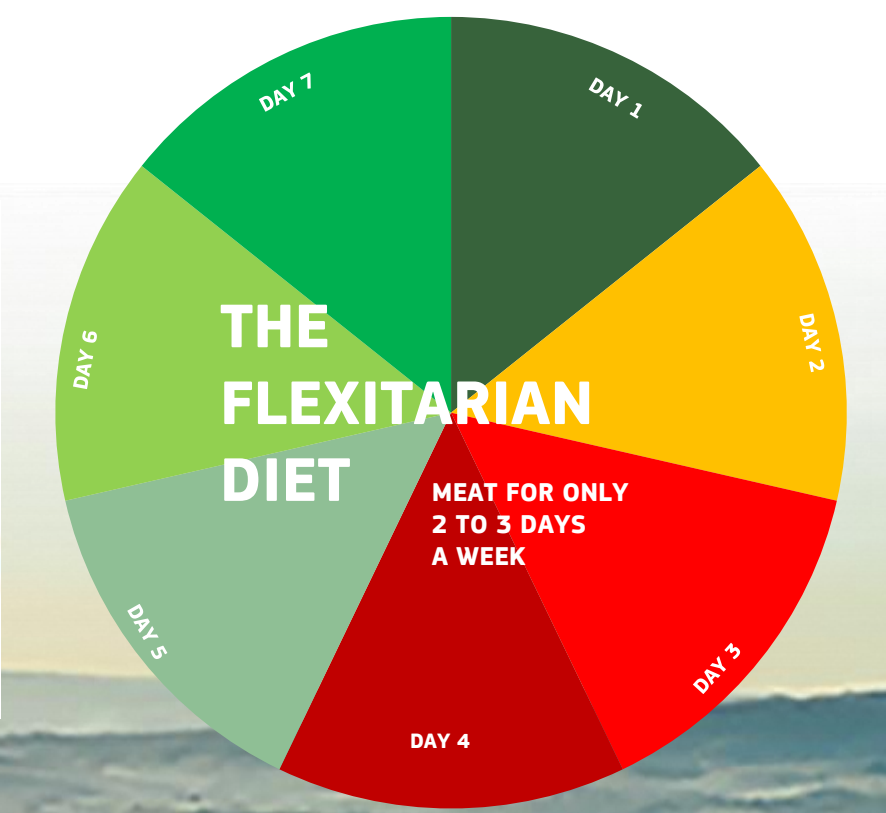 DAY 7
DAY 1
DAY 6
DAY 2
THE
FLEXITARIAN
DIET
MEAT FOR ONLY
2 TO 3 DAYS
A WEEK
DAY 5
DAY 3
DAY 4